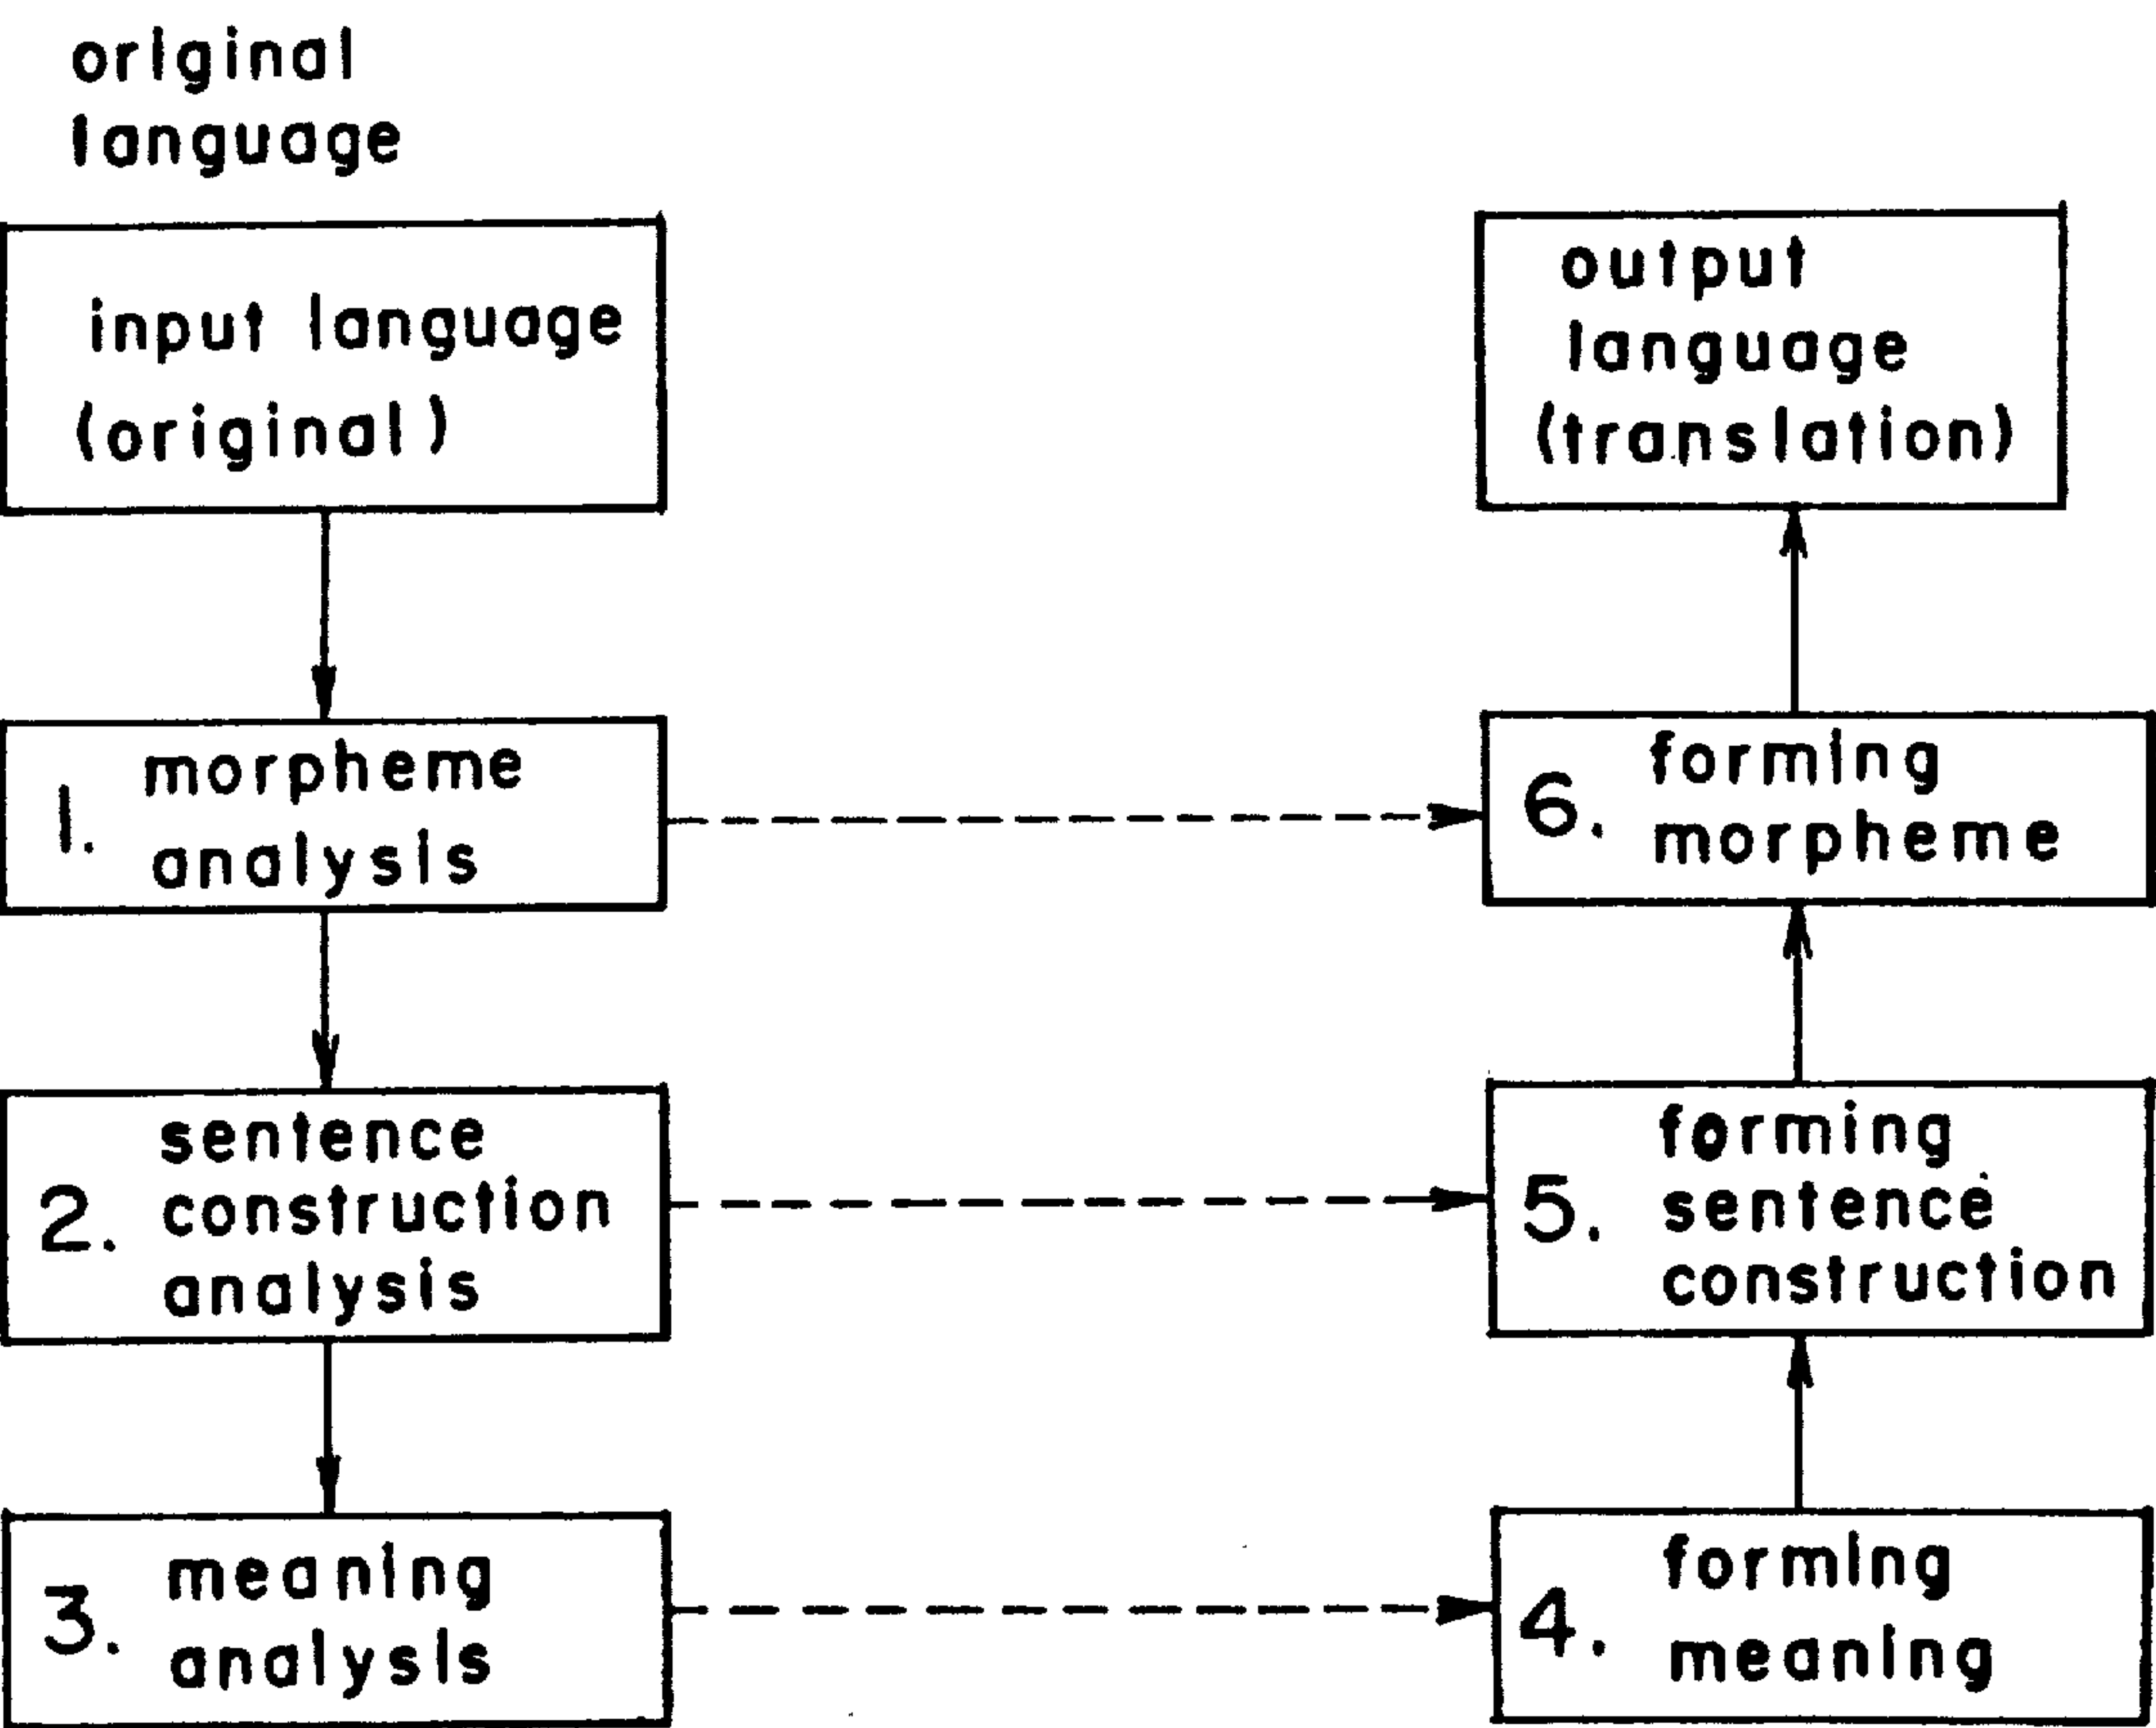 original
language
input language
(original)
output
language
(translation)
1. morpheme
analysis
6. forming
morpheme
2. sentence
construction
analysis
5. forming
sentence
construction
3. meaning
analysis
4. forming
meaning